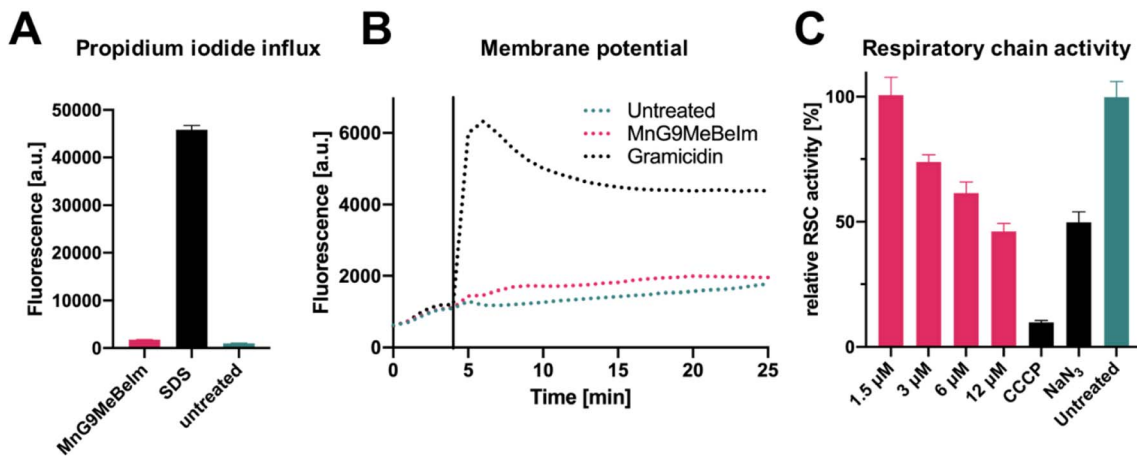 A
Propidium iodide influx
Fluorescence [a.u.]
50000
40000
30000
20000
10000
0
MnG9MeBeIm
SDS
untreated
B
Membrane potential
Fluorescence [a.u.]
6000
4000
2000
0
0 5 10 15 20 25
Time [min]
Untreated
MnG9MeBeIm
Gramicidin
C
Respiratory chain activity
relative RSC activity [%]
100
50
0
1.5 µM
3 µM
6 µM
12 µM
CCCP
NaN₃
Untreated